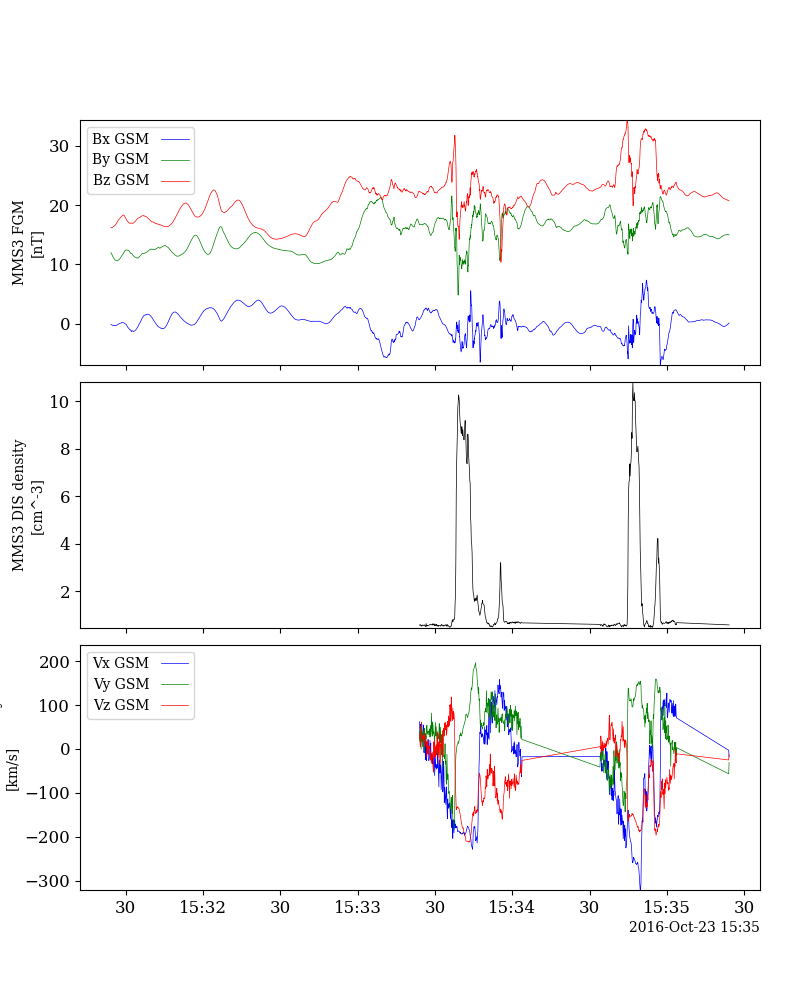 MMS3 FGM
[nT]
Bx GSM
By GSM
Bz GSM
30
20
10
0
MMS3 DIS density
[cm^-3]
10
8
6
4
2
[km/s]
Vx GSM
Vy GSM
Vz GSM
200
100
0
−100
−200
−300
30 15:32 30 15:33 30 15:34 30 15:35 30
2016-Oct-23 15:35